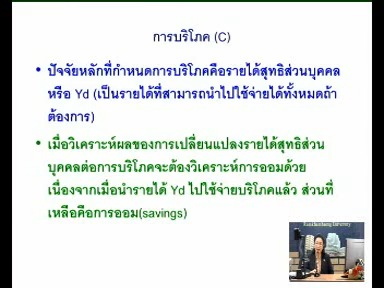 การบริโภค (C)
• ปัจจัยหลักที่กำหนดการบริโภคคือรายได้สุทธิส่วนบุคคล
หรือ Yd (เป็นรายได้ที่สามารถนำไปใช้จ่ายได้ทั้งหมดถ้า
ต้องการ)
• เมื่อวิเคราะห์ผลของการเปลี่ยนแปลงรายได้สุทธิส่วน
บุคคลต่อการบริโภคจะต้องวิเคราะห์การออมด้วย
เนื่องจากเมื่อนำรายได้ Yd ไปใช้จ่ายบริโภคแล้ว ส่วนที่
เหลือคือการออม(savings)